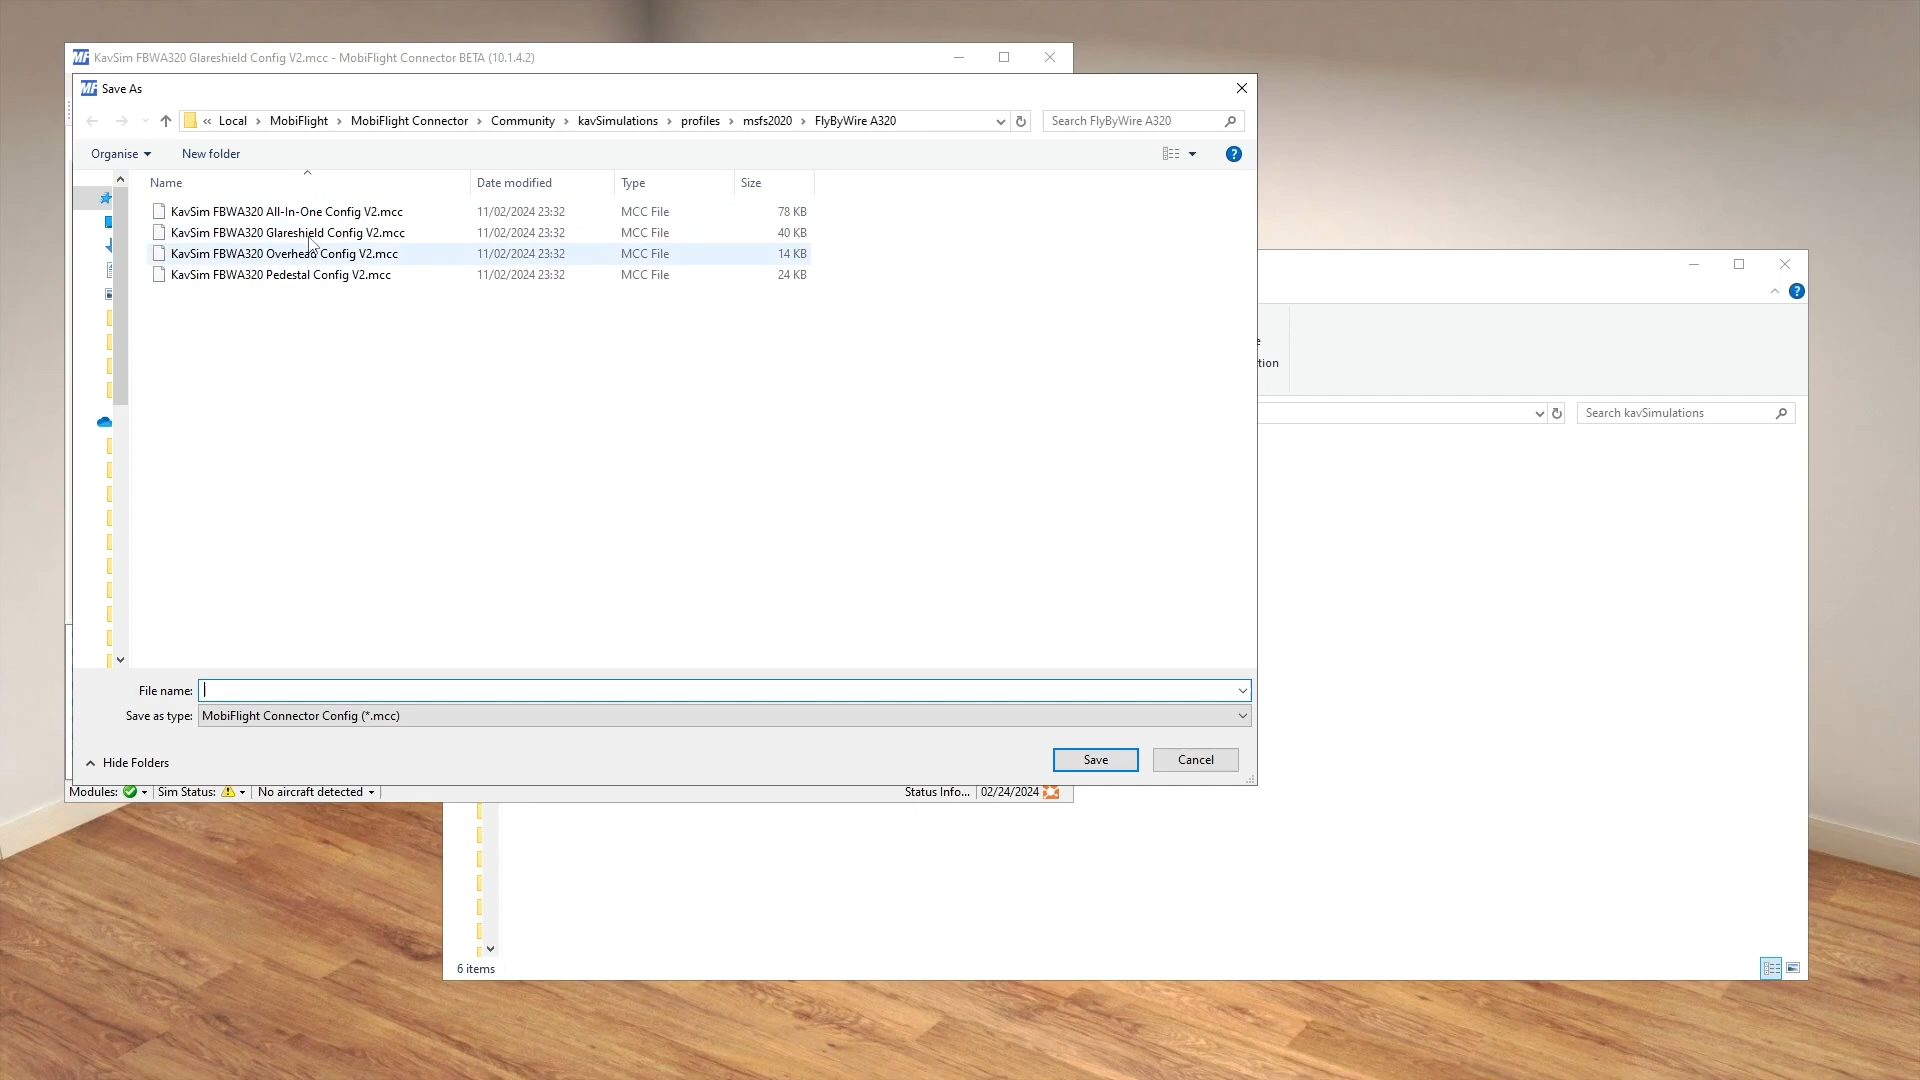 MF KavSim FBWA320 Glareshield Config V2.mcc - MobiFlight Connector BETA (10.1.4.2)
MF Save As
« Local › MobiFlight › MobiFlight Connector › Community › kavSimulations › profiles › msfs2020 › FlyByWire A320
Search FlyByWire A320
Organise New folder ?
Name Date modified Type Size
KavSim FBWA320 All-In-One Config V2.mcc 11/02/2024 23:32 MCC File 78 KB
KavSim FBWA320 Glareshield Config V2.mcc 11/02/2024 23:32 MCC File 40 KB
KavSim FBWA320 Overhead Config V2.mcc 11/02/2024 23:32 MCC File 14 KB
KavSim FBWA320 Pedestal Config V2.mcc 11/02/2024 23:32 MCC File 24 KB
?
e
tion
Search kavSimulations
File name:
Save as type: MobiFlight Connector Config (*.mcc)
Hide Folders Save Cancel
Modules: Sim Status: No aircraft detected Status Info... 02/24/2024
6 items